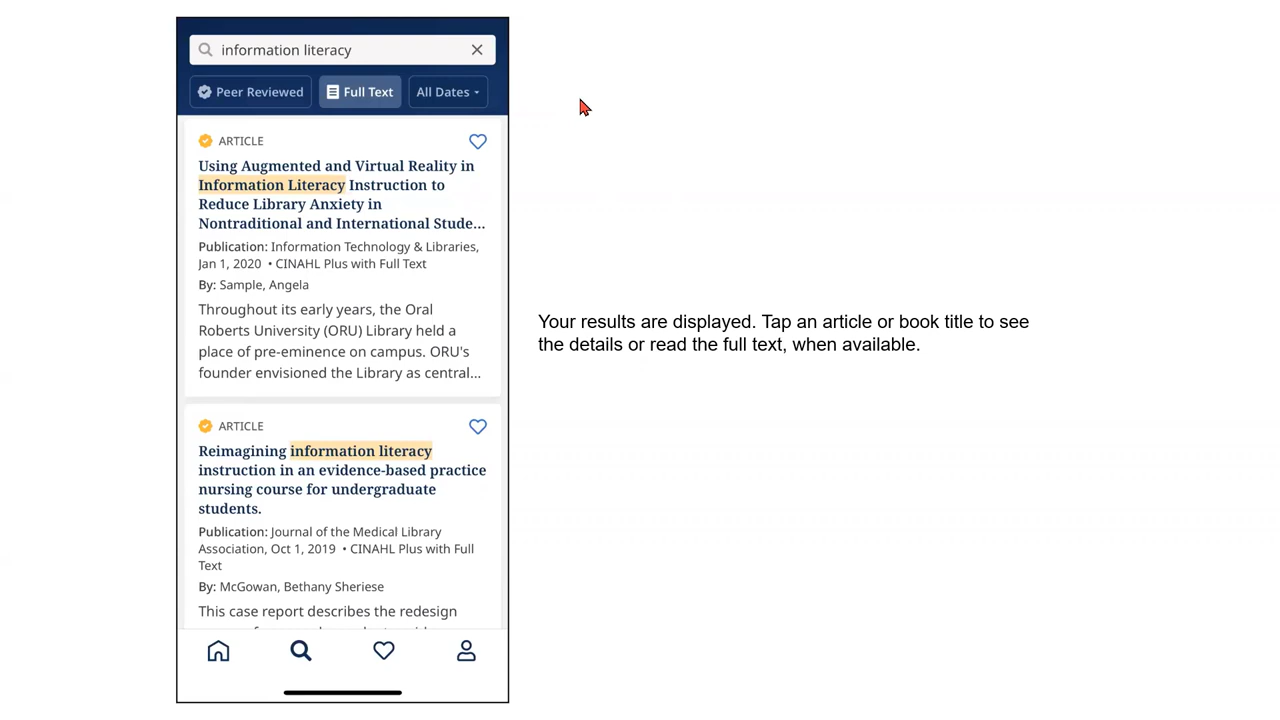 information literacy
Peer Reviewed Full Text All Dates
ARTICLE
Using Augmented and Virtual Reality in
Information Literacy Instruction to
Reduce Library Anxiety in
Nontraditional and International Stude...
Publication: Information Technology & Libraries,
Jan 1, 2020 • CINAHL Plus with Full Text
By: Sample, Angela
Throughout its early years, the Oral
Roberts University (ORU) Library held a
place of pre-eminence on campus. ORU's
founder envisioned the Library as central...
ARTICLE
Reimagining information literacy
instruction in an evidence-based practice
nursing course for undergraduate
students.
Publication: Journal of the Medical Library
Association, Oct 1, 2019 • CINAHL Plus with Full
Text
By: McGowan, Bethany Sheriese
This case report describes the redesign
Your results are displayed. Tap an article or book title to see
the details or read the full text, when available.